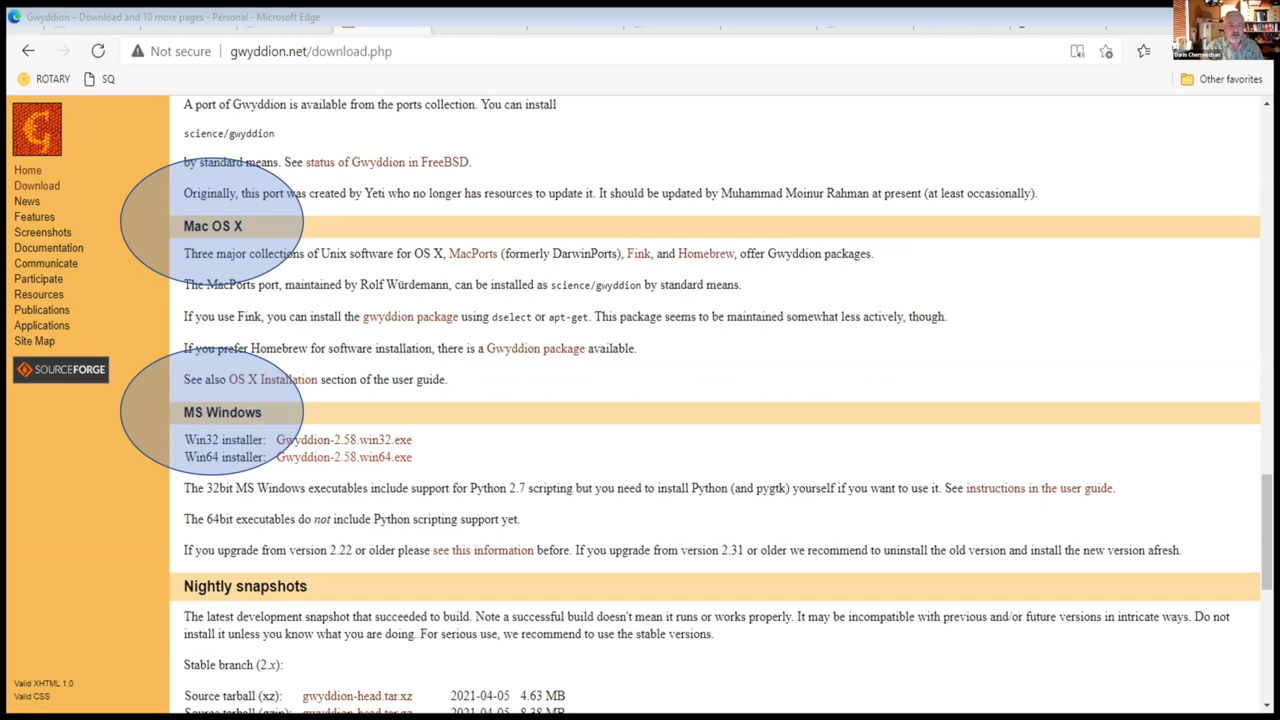 Gwyddion – Download and 10 more pages - Personal - Microsoft Edge
Not secure gwyddion.net/download.php
ROTARY SQ Other favorites
Home
Download
News
Features
Screenshots
Documentation
Communicate
Participate
Resources
Publications
Applications
Site Map
SOURCEFORGE
Valid XHTML 1.0
Valid CSS
A port of Gwyddion is available from the ports collection. You can install
science/gwyddion
by standard means. See status of Gwyddion in FreeBSD.
Originally, this port was created by Yeti who no longer has resources to update it. It should be updated by Muhammad Moinur Rahman at present (at least occasionally).
Mac OS X
Three major collections of Unix software for OS X, MacPorts (formerly DarwinPorts), Fink, and Homebrew, offer Gwyddion packages.
The MacPorts port, maintained by Rolf Würdemann, can be installed as science/gwyddion by standard means.
If you use Fink, you can install the gwyddion package using dselect or apt-get. This package seems to be maintained somewhat less actively, though.
If you prefer Homebrew for software installation, there is a Gwyddion package available.
See also OS X Installation section of the user guide.
MS Windows
Win32 installer: Gwyddion-2.58.win32.exe
Win64 installer: Gwyddion-2.58.win64.exe
The 32bit MS Windows executables include support for Python 2.7 scripting but you need to install Python (and pygtk) yourself if you want to use it. See instructions in the user guide.
The 64bit executables do not include Python scripting support yet.
If you upgrade from version 2.22 or older please see this information before. If you upgrade from version 2.31 or older we recommend to uninstall the old version and install the new version afresh.
Nightly snapshots
The latest development snapshot that succeeded to build. Note a successful build doesn't mean it runs or works properly. It may be incompatible with previous and/or future versions in intricate ways. Do not
install it unless you know what you are doing. For serious use, we recommend to use the stable versions.
Stable branch (2.x):
Source tarball (xz): gwyddion-head.tar.xz 2021-04-05 4.63 MB
Source tarball (gzip): gwyddion-head.tar.gz 2021-04-05 8.38 MB